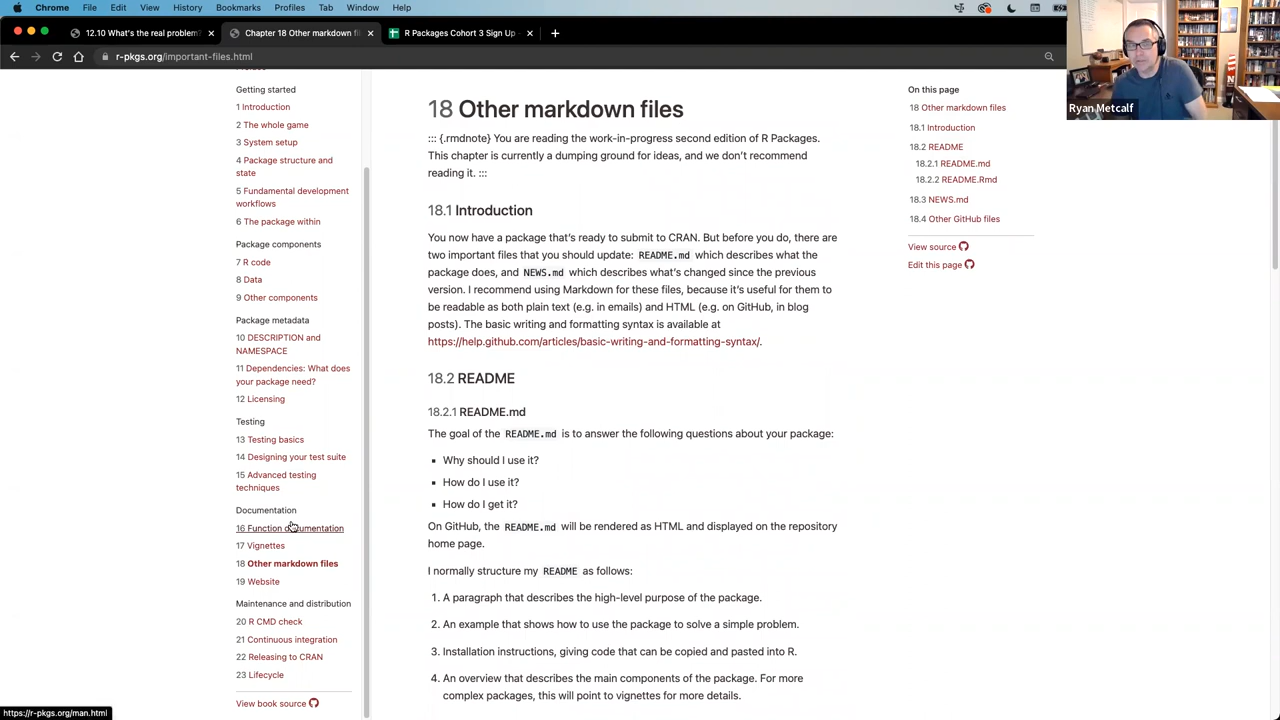 Chrome File Edit View History Bookmarks Profiles Tab Window Help
12.10 What's the real problem?
Chapter 18 Other markdown fil
R Packages Cohort 3 Sign Up -
r-pkgs.org/important-files.html
Ryan Metcalf
Getting started
1 Introduction
2 The whole game
3 System setup
4 Package structure and
state
5 Fundamental development
workflows
6 The package within
Package components
7 R code
8 Data
9 Other components
Package metadata
10 DESCRIPTION and
NAMESPACE
11 Dependencies: What does
your package need?
12 Licensing
Testing
13 Testing basics
14 Designing your test suite
15 Advanced testing
techniques
Documentation
16 Function documentation
17 Vignettes
18 Other markdown files
19 Website
Maintenance and distribution
20 R CMD check
21 Continuous integration
22 Releasing to CRAN
23 Lifecycle
View book source
18 Other markdown files
::: {.rmdnote} You are reading the work-in-progress second edition of R Packages.
This chapter is currently a dumping ground for ideas, and we don't recommend
reading it. :::
18.1 Introduction
You now have a package that's ready to submit to CRAN. But before you do, there are
two important files that you should update: README.md which describes what the
package does, and NEWS.md which describes what's changed since the previous
version. I recommend using Markdown for these files, because it's useful for them to
be readable as both plain text (e.g. in emails) and HTML (e.g. on GitHub, in blog
posts). The basic writing and formatting syntax is available at
https://help.github.com/articles/basic-writing-and-formatting-syntax/.
18.2 README
18.2.1 README.md
The goal of the README.md is to answer the following questions about your package:
Why should I use it?
How do I use it?
How do I get it?
On GitHub, the README.md will be rendered as HTML and displayed on the repository
home page.
I normally structure my README as follows:
1. A paragraph that describes the high-level purpose of the package.
2. An example that shows how to use the package to solve a simple problem.
3. Installation instructions, giving code that can be copied and pasted into R.
4. An overview that describes the main components of the package. For more
complex packages, this will point to vignettes for more details.
On this page
18 Other markdown files
18.1 Introduction
18.2 README
18.2.1 README.md
18.2.2 README.Rmd
18.3 NEWS.md
18.4 Other GitHub files
View source
Edit this page
https://r-pkgs.org/man.html